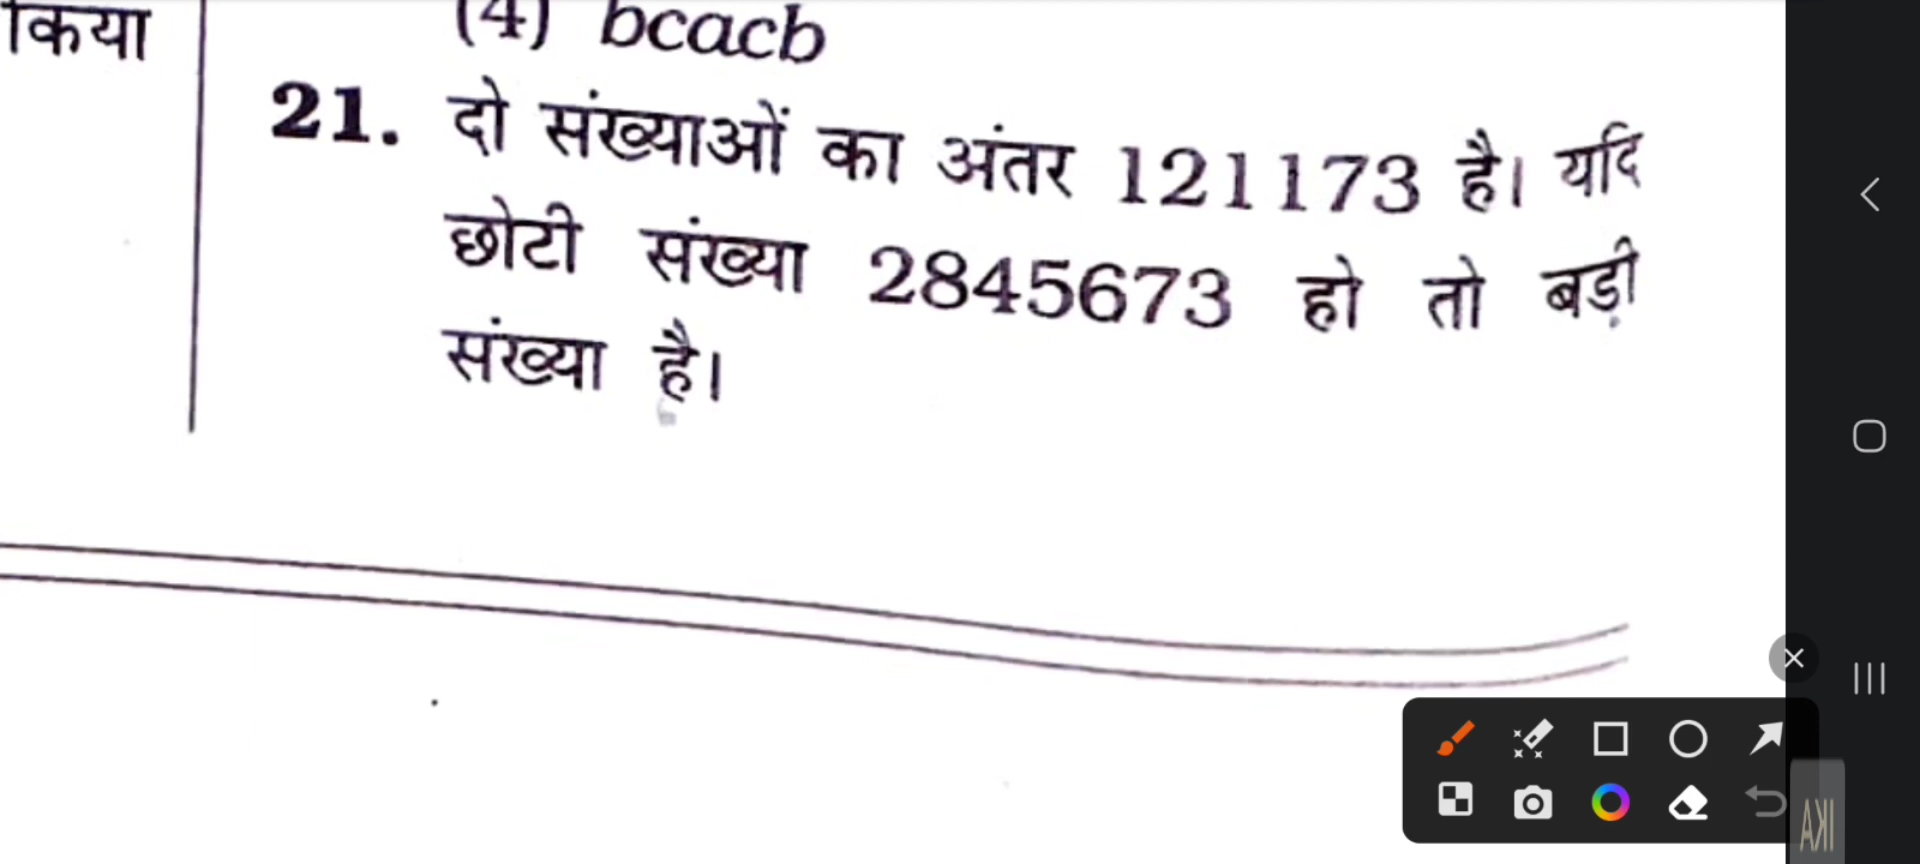 किया
(4) bcacb
21. दो संख्याओं का अंतर 121173 है। यदि
छोटी संख्या 2845673 हो तो बड़ी
संख्या है।